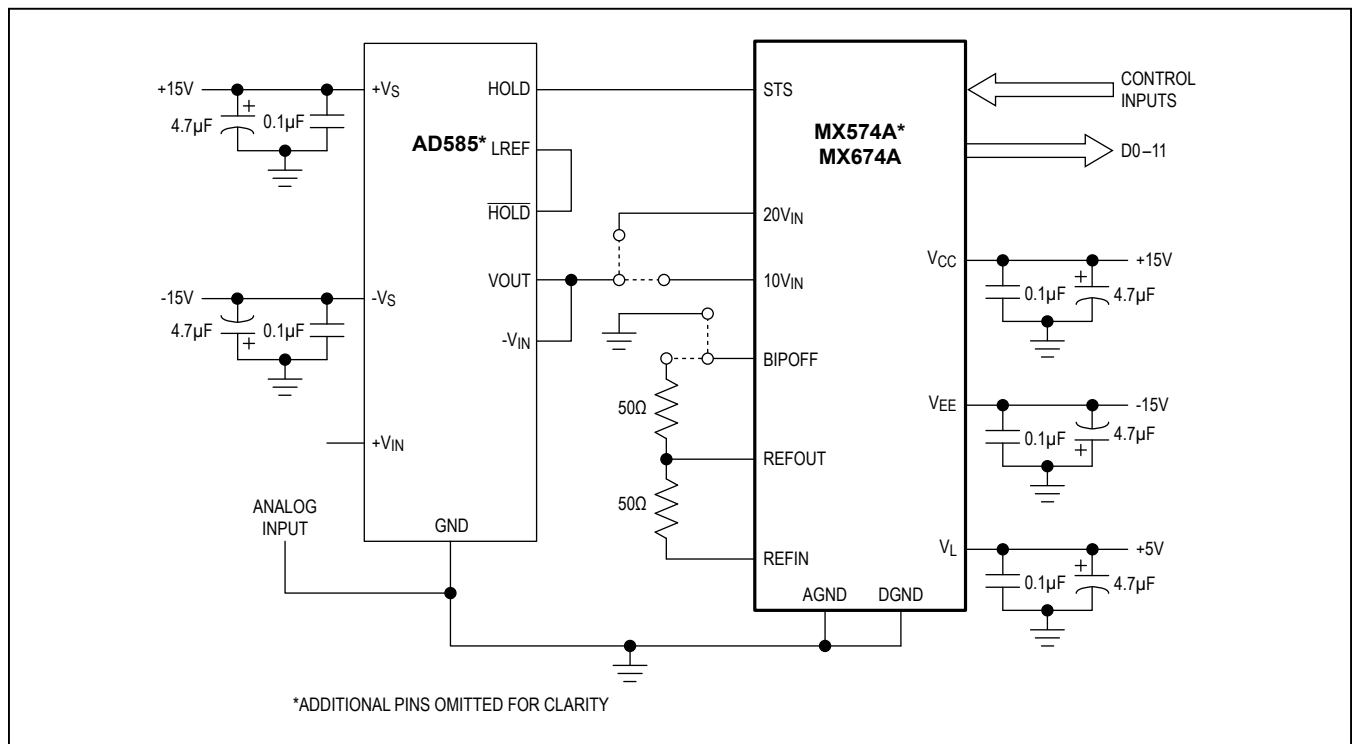 +15V
4.7µF
+
0.1µF
-15V
4.7µF
+
0.1µF
ANALOG
INPUT
+VS
-VS
+VIN
AD585*
HOLD
LREF
HOLD
VOUT
-VIN
GND
50Ω
50Ω
STS
MX574A*
MX674A
20VIN
10VIN
BIPOFF
REFOUT
REFIN
AGND
DGND
VCC
VEE
VL
CONTROL
INPUTS
D0–11
+15V
0.1µF
+
4.7µF
-15V
0.1µF
+
4.7µF
+5V
0.1µF
+
4.7µF
*ADDITIONAL PINS OMITTED FOR CLARITY